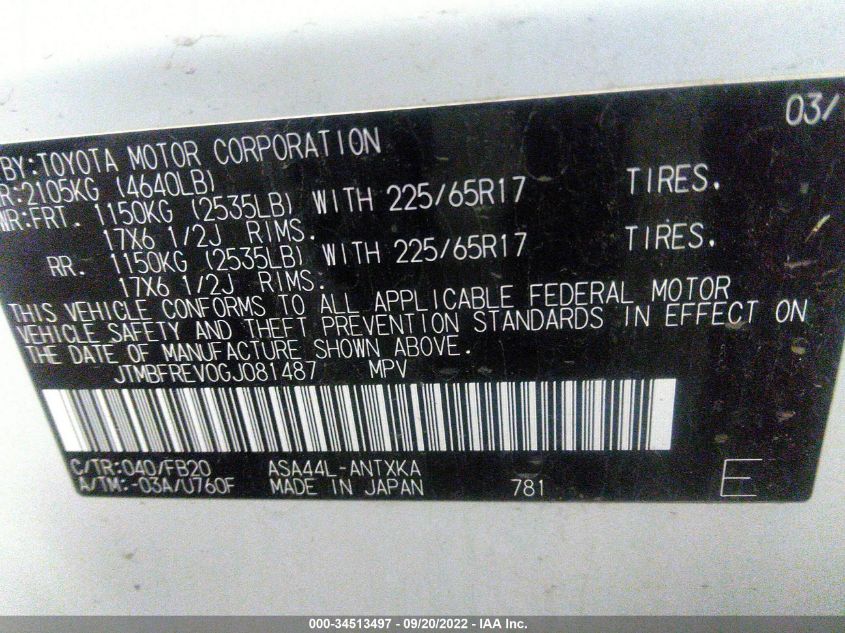 03/
BY:TOYOTA MOTOR CORPORATION
R:2105KG (4640LB)
WR:FRT. 1150KG (2535LB) WITH 225/65R17 TIRES.
17X6 1/2J RIMS.
RR. 1150KG (2535LB) WITH 225/65R17 TIRES.
17X6 1/2J RIMS:
THIS VEHICLE CONFORMS TO ALL APPLICABLE FEDERAL MOTOR
VEHICLE SAFETY AND THEFT PREVENTION STANDARDS IN EFFECT ON
THE DATE OF MANUFACTURE SHOWN ABOVE.
JTMBFREV0GJ081487 MPV
C/TR:040/FB20 ASA44L-ANTXKA
A/TM:-03A/U760F MADE IN JAPAN 781 E
000-34513497 - 09/20/2022 - IAA Inc.